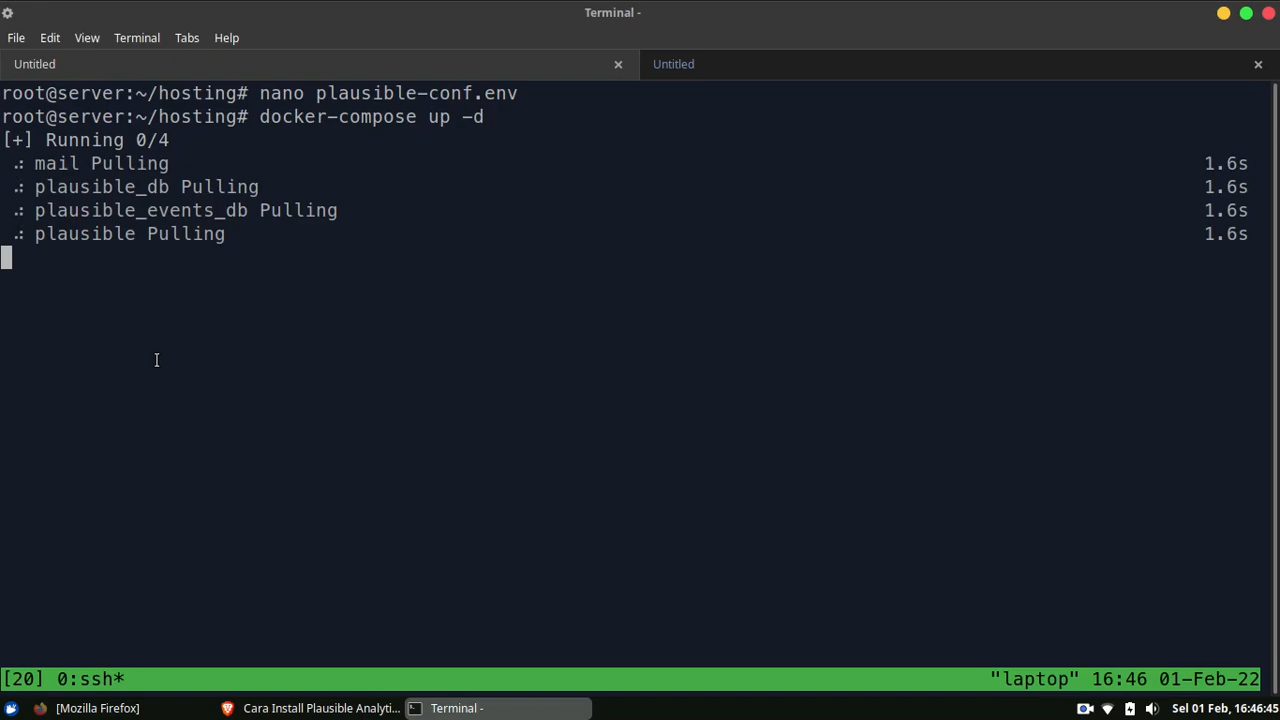 Terminal -
File Edit View Terminal Tabs Help
Untitled
Untitled
root@server:~/hosting# nano plausible-conf.env
root@server:~/hosting# docker-compose up -d
[+] Running 0/4
mail Pulling 1.6s
plausible_db Pulling 1.6s
plausible_events_db Pulling 1.6s
plausible Pulling 1.6s
[20] 0:ssh* "laptop" 16:46 01-Feb-22
[Mozilla Firefox] Cara Install Plausible Analyti... Terminal - Sel 01 Feb, 16:46:45